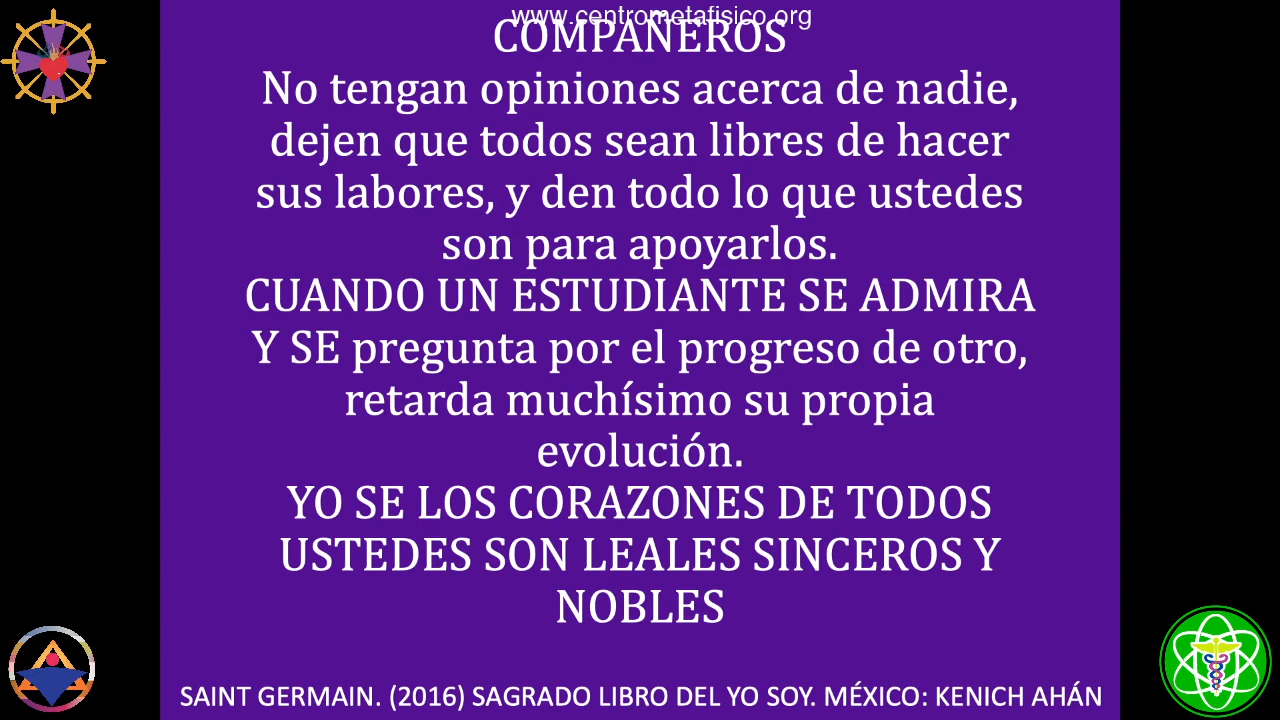 www.centrometafisico.org
COMPAÑEROS
No tengan opiniones acerca de nadie,
dejen que todos sean libres de hacer
sus labores, y den todo lo que ustedes
son para apoyarlos.
CUANDO UN ESTUDIANTE SE ADMIRA
Y SE pregunta por el progreso de otro,
retarda muchísimo su propia
evolución.
YO SE LOS CORAZONES DE TODOS
USTEDES SON LEALES SINCEROS Y
NOBLES
SAINT GERMAIN. (2016) SAGRADO LIBRO DEL YO SOY. MÉXICO: KENICH AHÁN